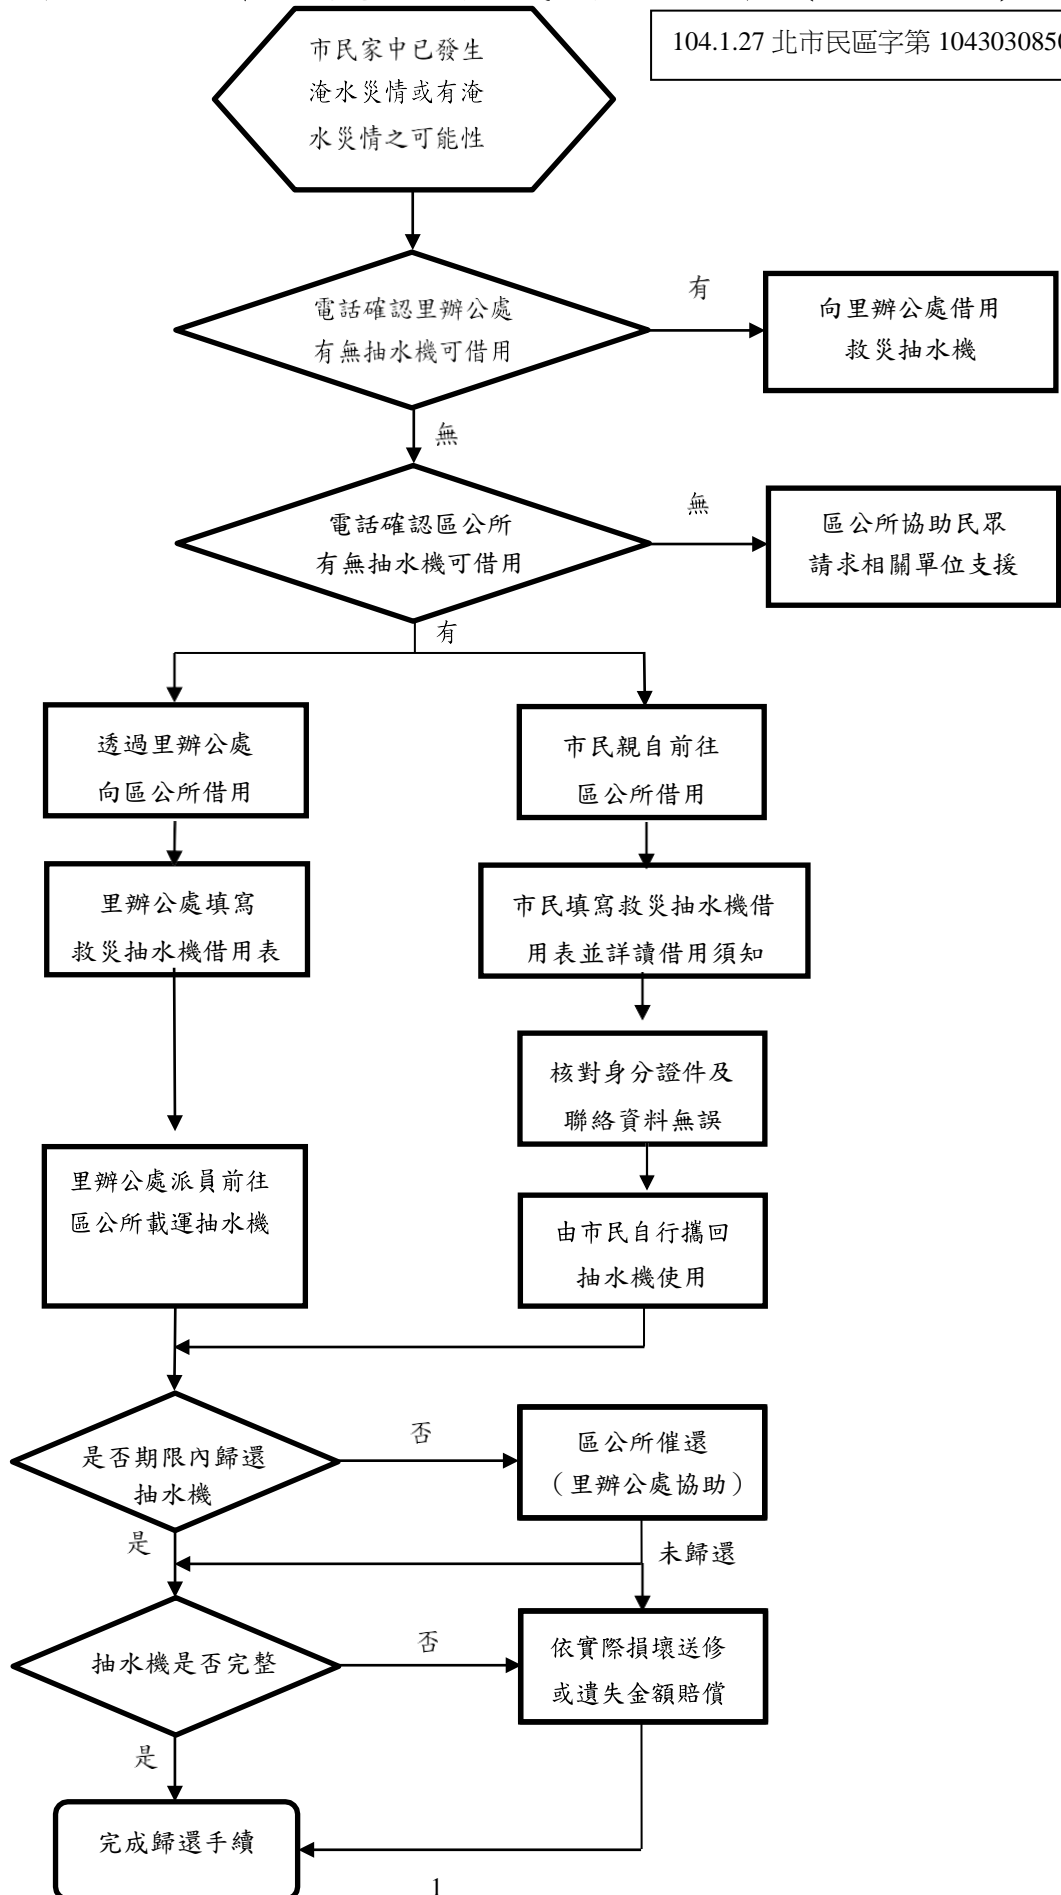 104.1.27 北市民區字第 1043030850
市民家中已發生
淹水災情或有淹
水災情之可能性
電話確認里辦公處
有無抽水機可借用
有
向里辦公處借用
救災抽水機
無
電話確認區公所
有無抽水機可借用
無
區公所協助民眾
請求相關單位支援
有
透過里辦公處
向區公所借用
市民親自前往
區公所借用
里辦公處填寫
救災抽水機借用表
市民填寫救災抽水機借
用表並詳讀借用須知
核對身分證件及
聯絡資料無誤
里辦公處派員前往
區公所載運抽水機
由市民自行攜回
抽水機使用
是否期限內歸還
抽水機
否
區公所催還
（里辦公處協助）
是
未歸還
抽水機是否完整
否
依實際損壞送修
或遺失金額賠償
是
完成歸還手續
1